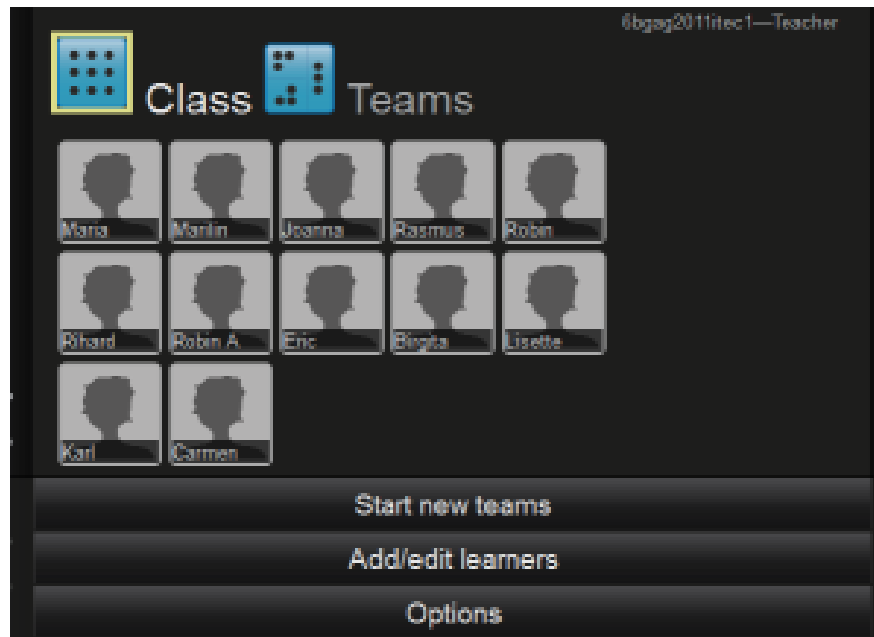 6bgag2011itec1—Teacher
Class Teams
Maria Marilin Joanna Rasmus Robin
Rihard Robin A Eric Birgita Lisette
Karl Carmen
Start new teams
Add/edit learners
Options